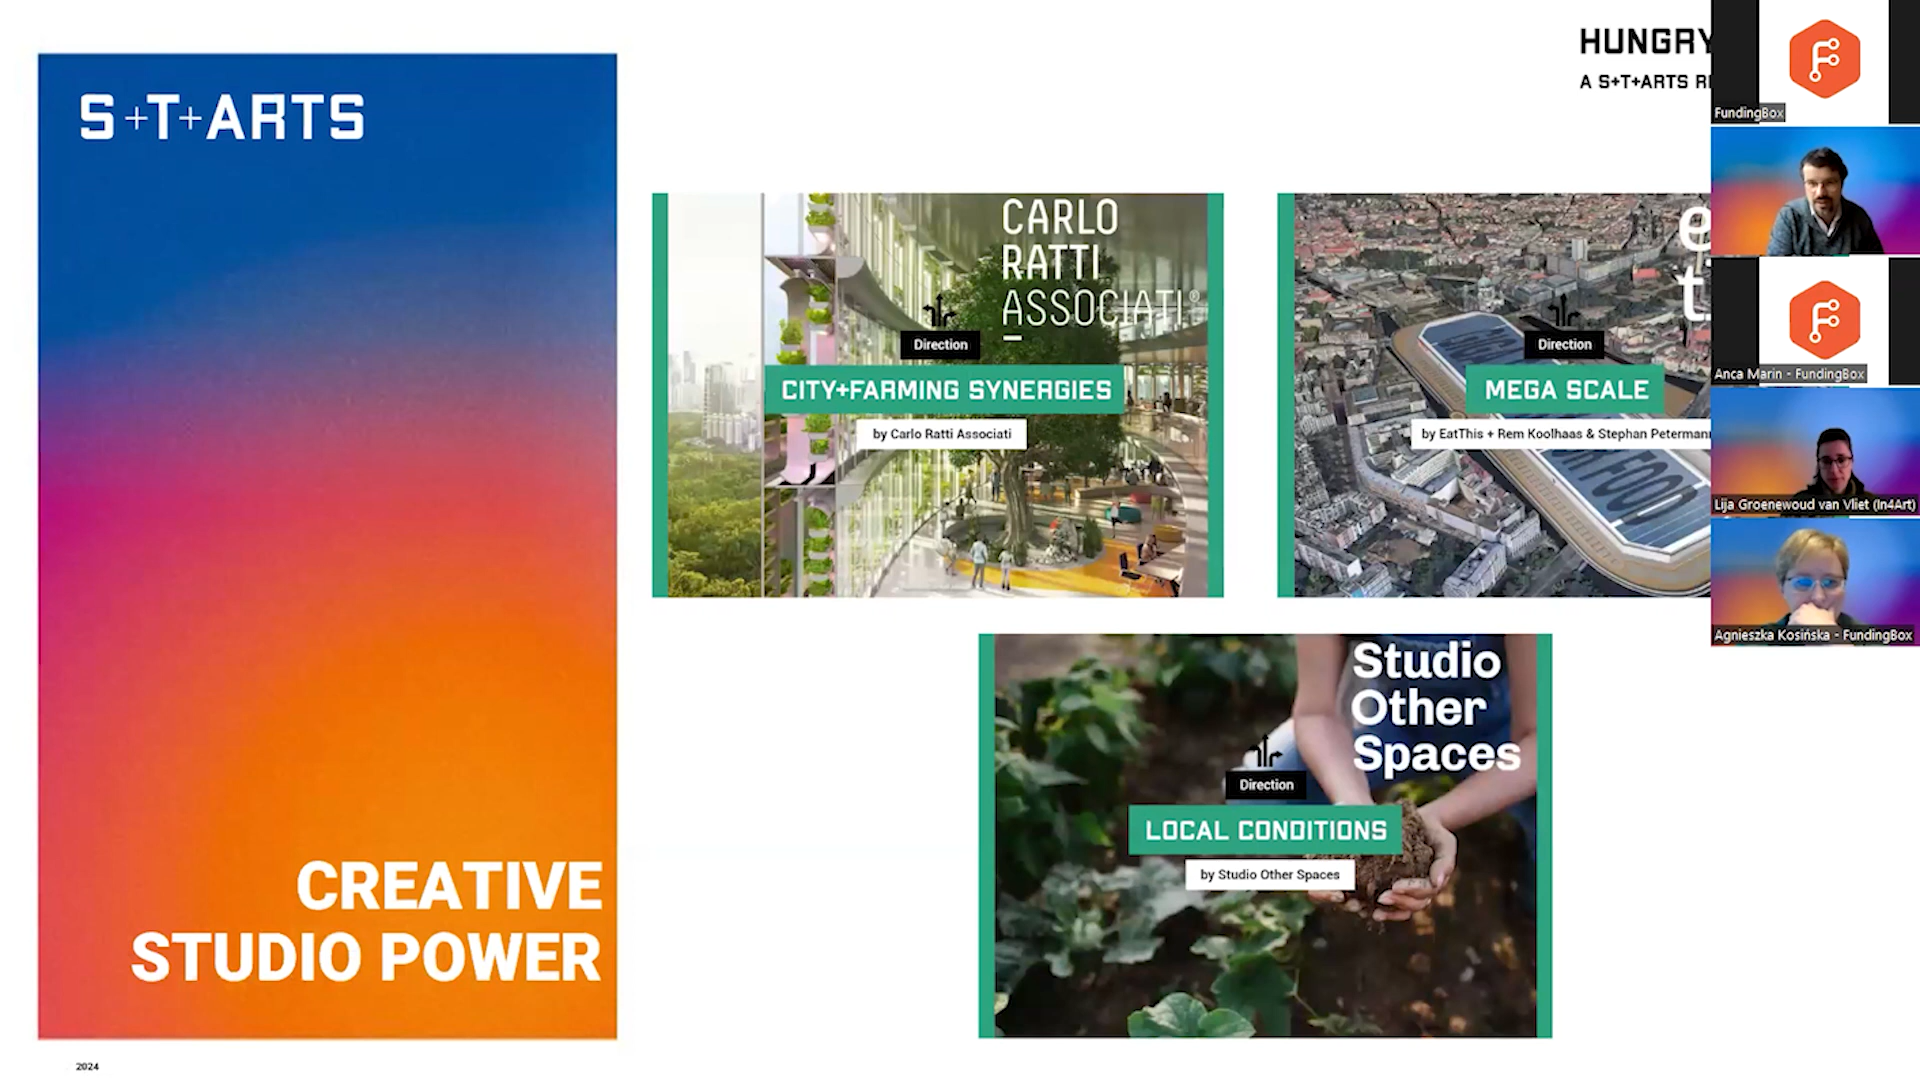 S+T+ARTS
CREATIVE
STUDIO POWER
2024
HUNGRY
A S+T+ARTS
CARLO
RATTI
ASSOCIATI®
Direction
CITY+FARMING SYNERGIES
by Carlo Ratti Associati
e
t
Direction
MEGA SCALE
by EatThis + Rem Koolhaas & Stephan Petermann
FOOD
Studio
Other
Spaces
Direction
LOCAL CONDITIONS
by Studio Other Spaces
FundingBox
Anca Marin - FundingBox
Lija Groenewoud van Vliet (In4Art)
Agnieszka Kosińska - FundingBox